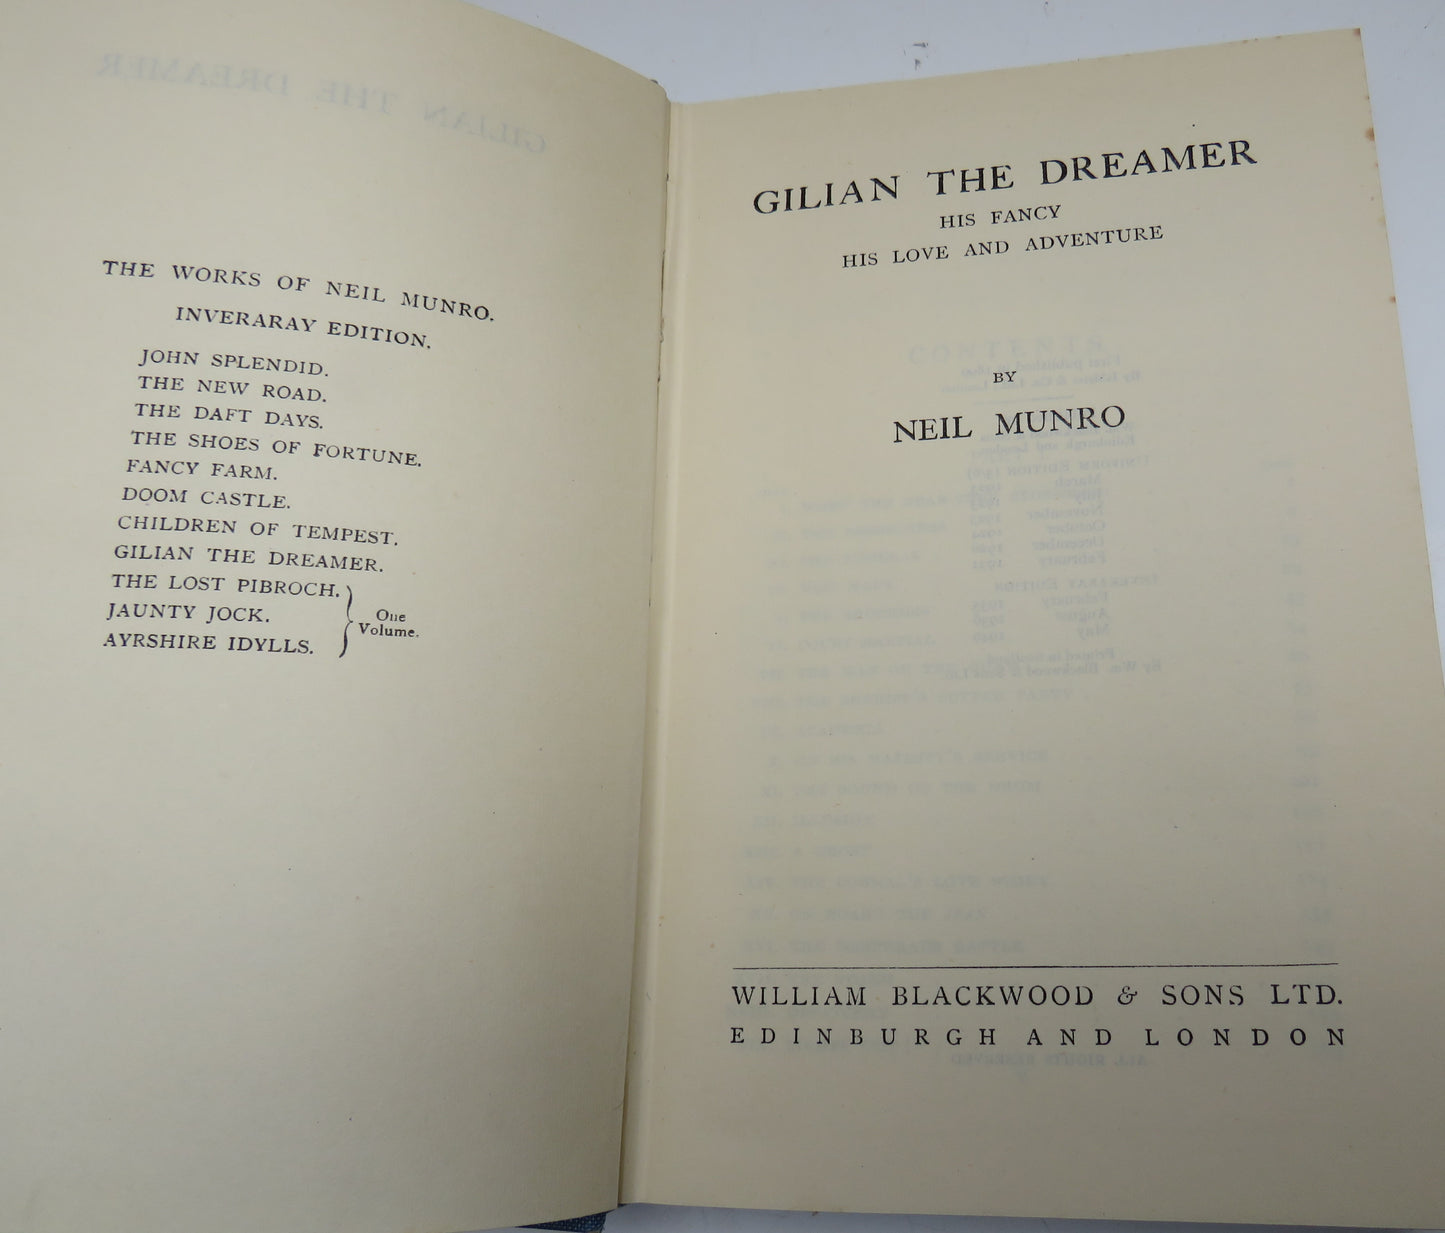 THE WORKS OF NEIL MUNRO.
INVERARAY EDITION.
JOHN SPLENDID.
THE NEW ROAD.
THE DAFT DAYS.
THE SHOES OF FORTUNE.
FANCY FARM.
DOOM CASTLE.
CHILDREN OF TEMPEST.
GILIAN THE DREAMER.
THE LOST PIBROCH.
JAUNTY JOCK.
AYRSHIRE IDYLLS.
One
Volume.
GILIAN THE DREAMER
HIS FANCY
HIS LOVE AND ADVENTURE
BY
NEIL MUNRO
WILLIAM BLACKWOOD & SONS LTD.
EDINBURGH AND LONDON